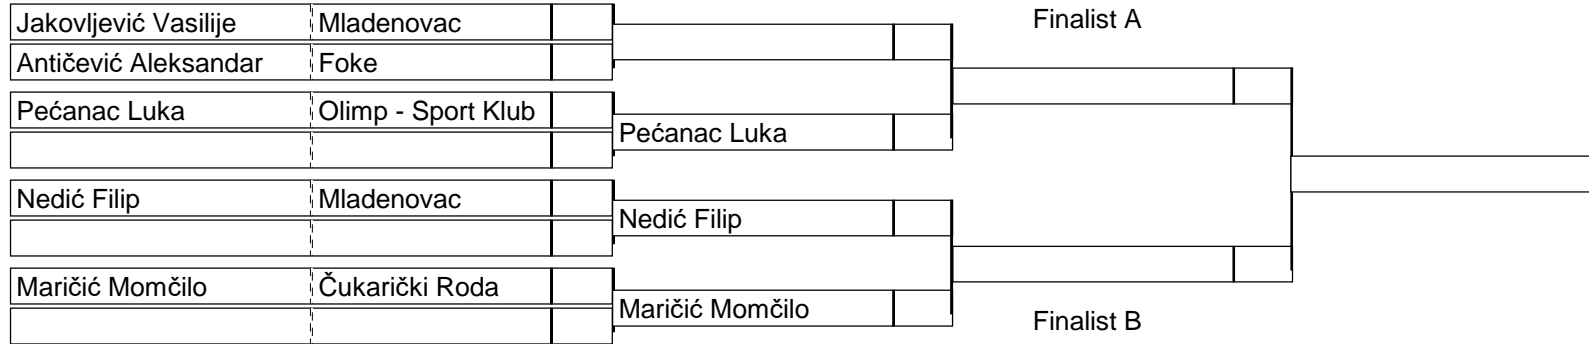 Jakovljević Vasilije Mladenovac
Finalist A
Antičević Aleksandar Foke
Pećanac Luka Olimp - Sport Klub
Pećanac Luka
Nedić Filip Mladenovac
Nedić Filip
Maričić Momčilo Čukarički Roda
Maričić Momčilo
Finalist B